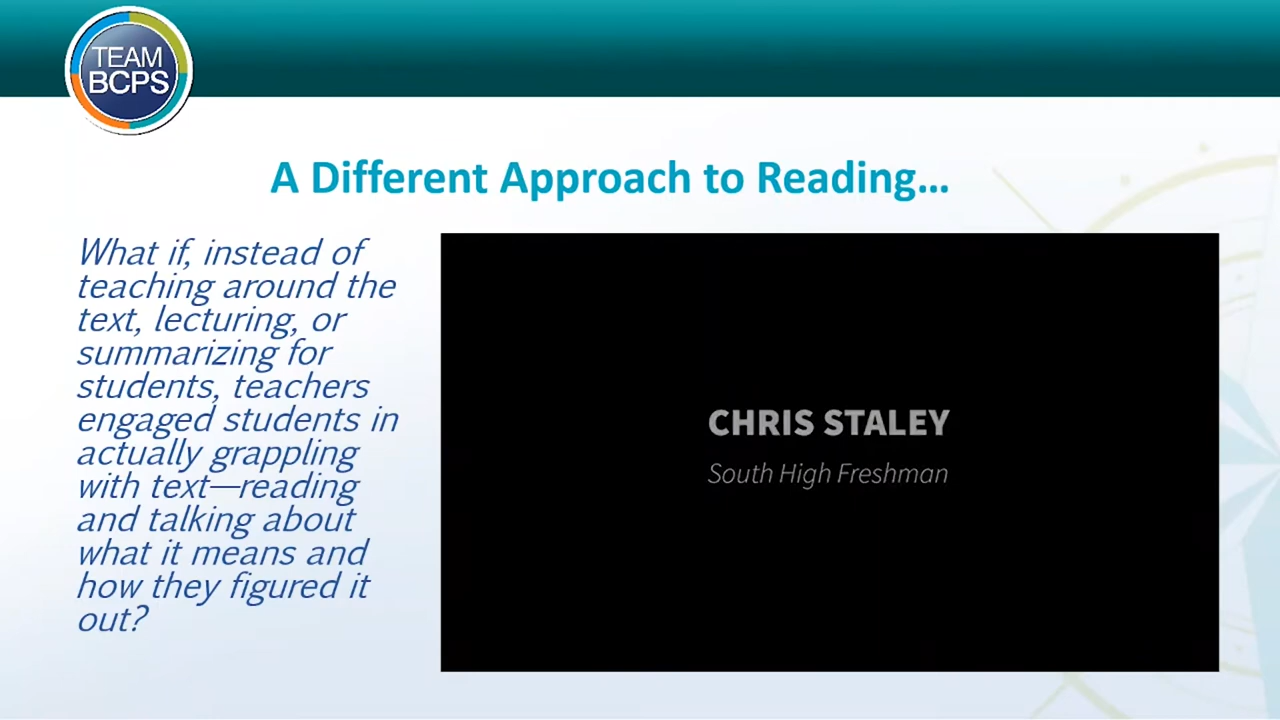 TEAM
BCPS
A Different Approach to Reading...
What if, instead of
teaching around the
text, lecturing, or
summarizing for
students, teachers
engaged students in
actually grappling
with text—reading
and talking about
what it means and
how they figured it
out?
CHRIS STALEY
South High Freshman